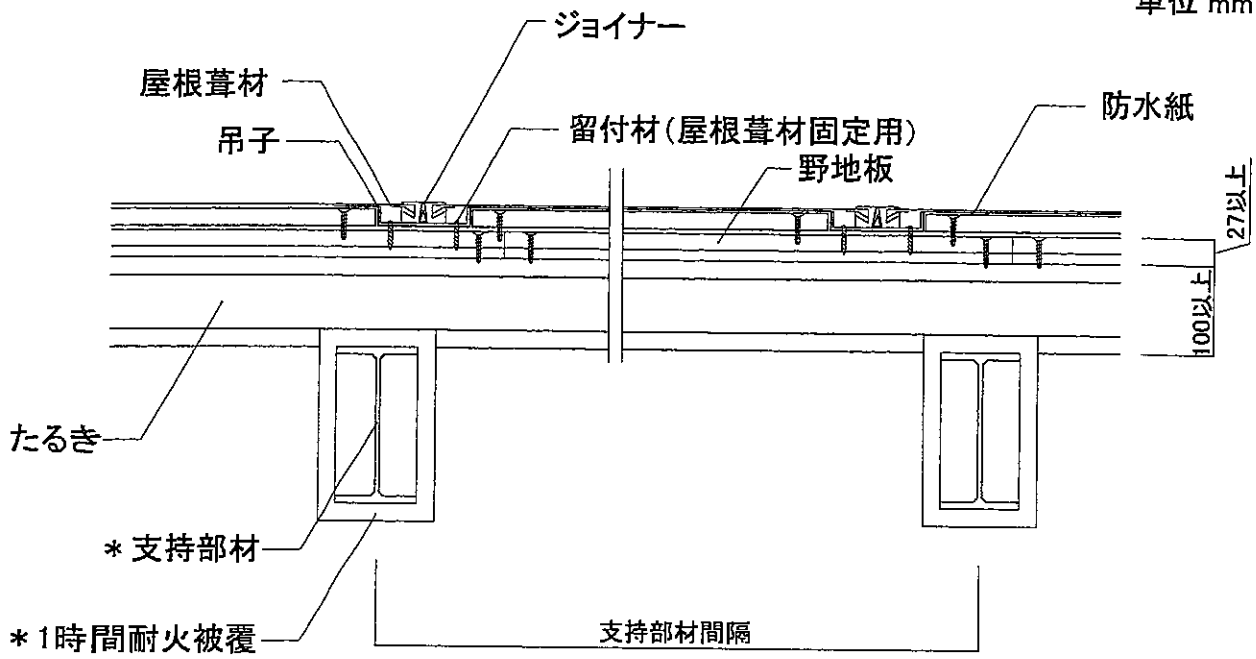 単位 mm
ジョイナー
屋根葺材
防水紙
留付材(屋根葺材固定用)
吊子
野地板
27以上
100以上
たるき
*支持部材
*1時間耐火被覆
支持部材間隔